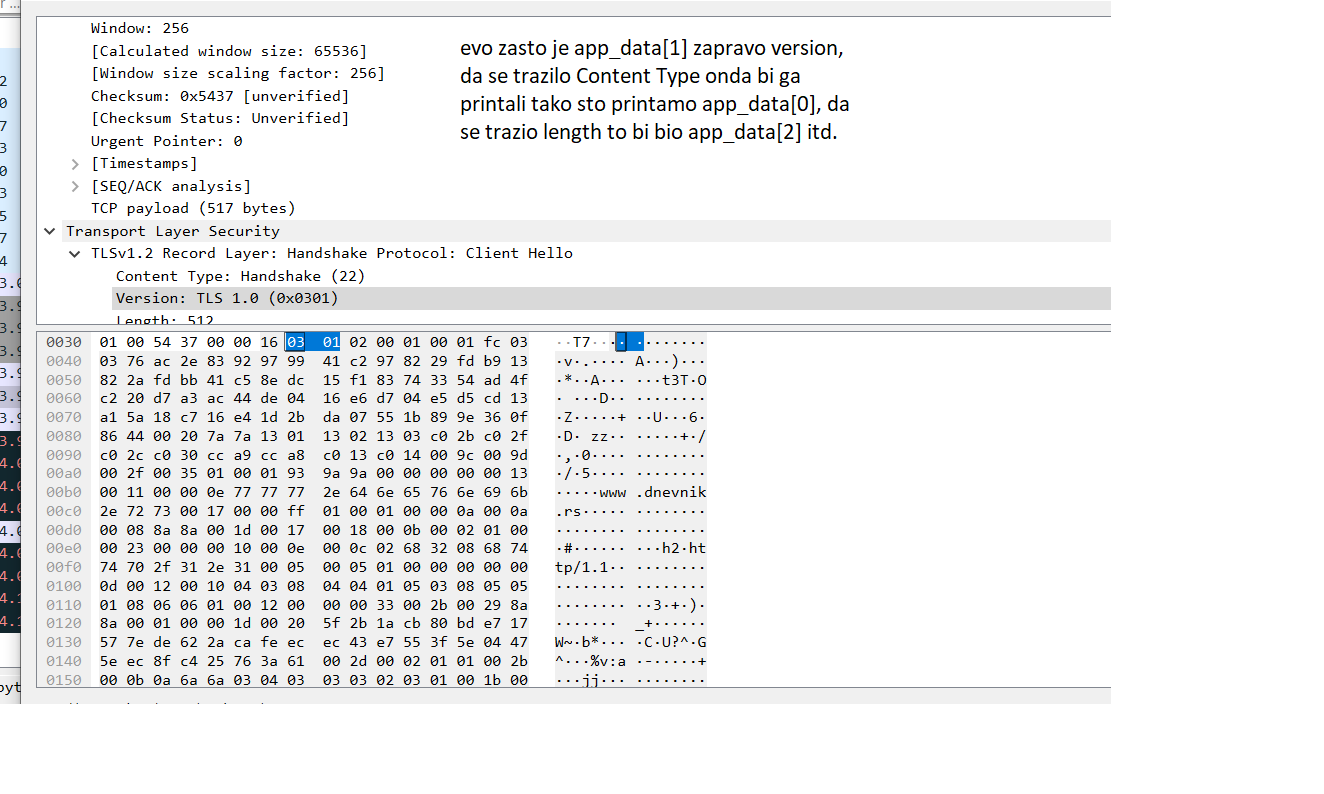 Window: 256
[Calculated window size: 65536]
[Window size scaling factor: 256]
Checksum: 0x5437 [unverified]
[Checksum Status: Unverified]
Urgent Pointer: 0
[Timestamps]
[SEQ/ACK analysis]
TCP payload (517 bytes)
Transport Layer Security
TLSv1.2 Record Layer: Handshake Protocol: Client Hello
Content Type: Handshake (22)
Version: TLS 1.0 (0x0301)
Length: 512
evo zasto je app_data[1] zapravo version,
da se trazilo Content Type onda bi ga
printali tako sto printamo app_data[0], da
se trazio length to bi bio app_data[2] itd.
0030 01 00 54 37 00 00 16 03 01 02 00 01 00 01 fc 03 ··T7··· · ·······
0040 03 76 ac 2e 83 92 97 99 41 c2 97 82 29 fd b9 13 ·v·.···· A···)···
0050 82 2a fd bb 41 c5 8e dc 15 f1 83 74 33 54 ad 4f ·*··A··· ···t3T·O
0060 c2 20 d7 a3 ac 44 de 04 16 e6 d7 04 e5 d5 cd 13 · ···D·· ········
0070 a1 5a 18 c7 16 e4 1d 2b da 07 55 1b 89 9e 36 0f ·Z·····+ ··U···6·
0080 86 44 00 20 7a 7a 13 01 13 02 13 03 c0 2b c0 2f ·D· zz·· ·····+·/
0090 c0 2c c0 30 cc a9 cc a8 c0 13 c0 14 00 9c 00 9d ·,·0···· ········
00a0 00 2f 00 35 01 00 01 93 9a 9a 00 00 00 00 00 13 ·/·5···· ········
00b0 00 11 00 00 0e 77 77 77 2e 64 6e 65 76 6e 69 6b ·····www .dnevnik
00c0 2e 72 73 00 17 00 00 ff 01 00 01 00 00 0a 00 0a .rs····· ········
00d0 00 08 8a 8a 00 1d 00 17 00 18 00 0b 00 02 01 00 ········ ········
00e0 00 23 00 00 00 10 00 0e 00 0c 02 68 32 08 68 74 ·#······ ···h2·ht
00f0 74 70 2f 31 2e 31 00 05 00 05 01 00 00 00 00 00 tp/1.1·· ········
0100 0d 00 12 00 10 04 03 08 04 04 01 05 03 08 05 05 ········ ········
0110 01 08 06 06 01 00 12 00 00 00 33 00 2b 00 29 8a ········ ··3·+·)·
0120 8a 00 01 00 00 1d 00 20 5f 2b 1a cb 80 bd e7 17 ·······  _+······
0130 57 7e de 62 2a ca fe ec ec 43 e7 55 3f 5e 04 47 W~·b*··· ·C·U?^·G
0140 5e ec 8f c4 25 76 3a 61 00 2d 00 02 01 01 00 2b ^···%v:a ·-·····+
0150 00 0b 0a 6a 6a 03 04 03 03 03 02 03 01 00 1b 00 ···jj··· ········